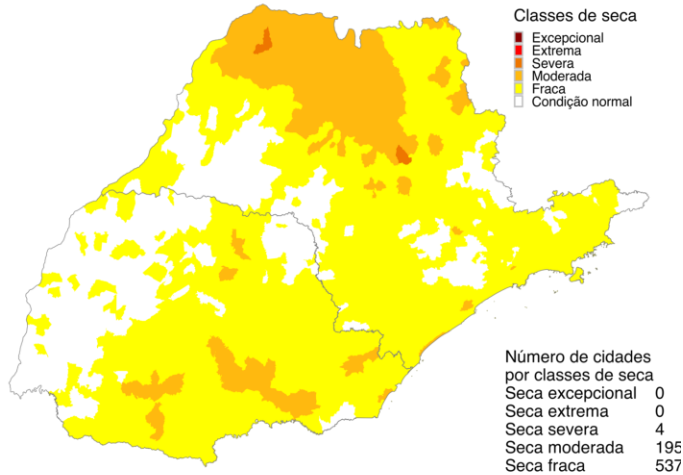 Classes de seca
Excepcional
Extrema
Severa
Moderada
Fraca
Condição normal
Número de cidades
por classes de seca
Seca excepcional 0
Seca extrema 0
Seca severa 4
Seca moderada 195
Seca fraca 537